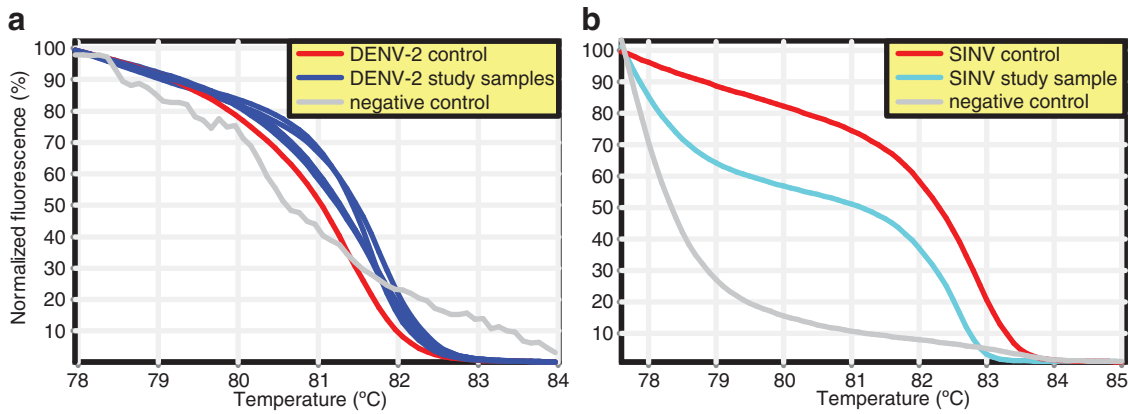 a
Normalized fluorescence (%)
100
90
80
70
60
50
40
30
20
10
DENV-2 control
DENV-2 study samples
negative control
78 79 80 81 82 83 84
Temperature (ºC)
b
100
90
80
70
60
50
40
30
20
10
SINV control
SINV study sample
negative control
78 79 80 81 82 83 84 85
Temperature (ºC)